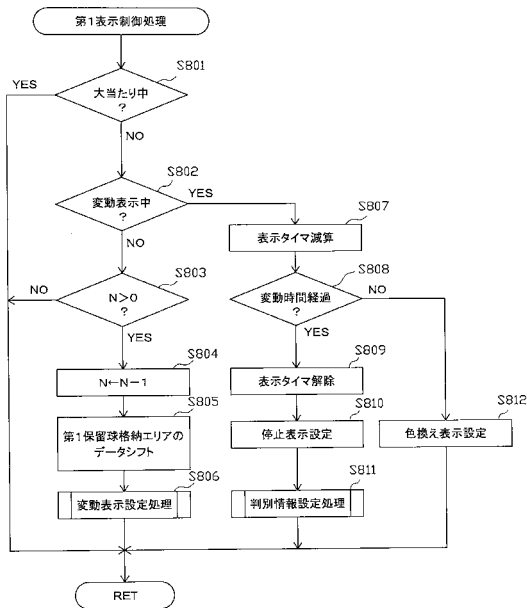 第1表示制御処理
S801
YES
大当たり中
?
NO
S802
YES
変動表示中
?
NO
S807
表示タイマ減算
S803
NO
N>0
?
YES
S808
変動時間経過
?
NO
YES
S804
N←N−1
S809
表示タイマ解除
S805
第1保留球格納エリアの
データシフト
S810
停止表示設定
S812
色換え表示設定
S806
変動表示設定処理
S811
判別情報設定処理
RET